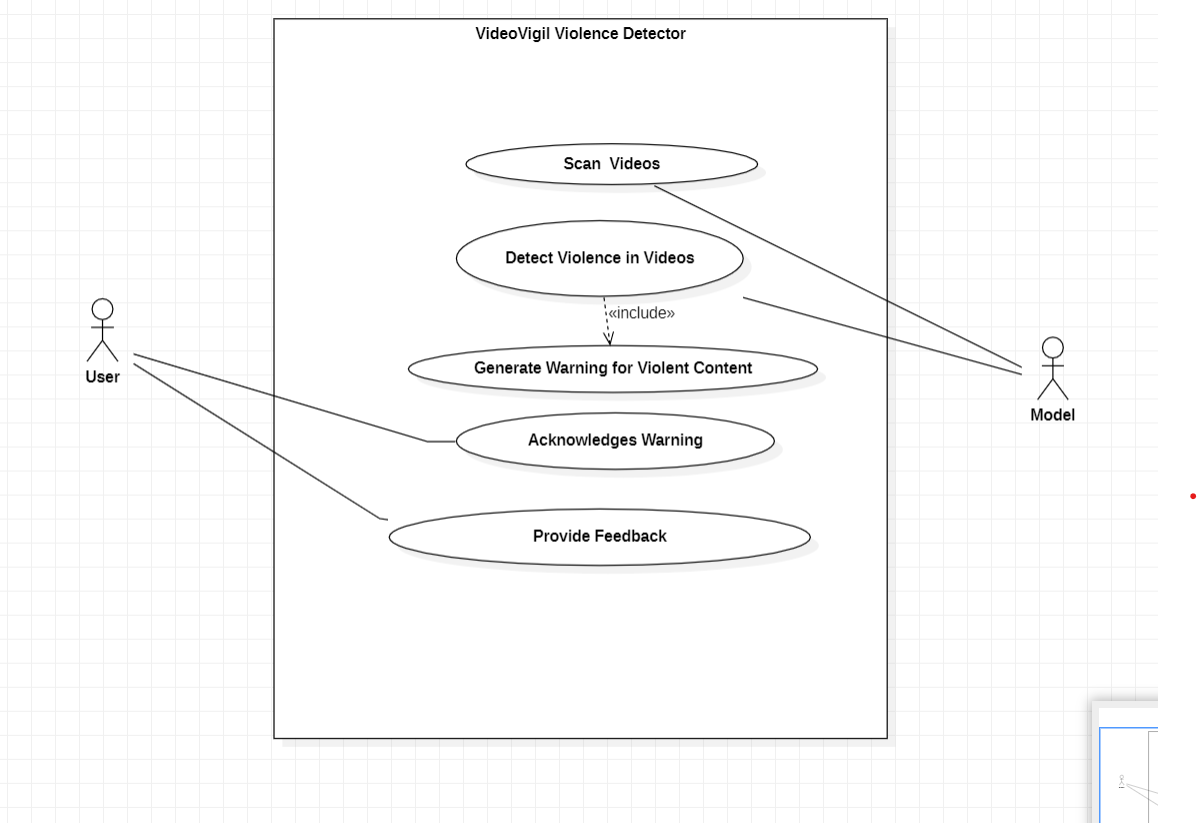 VideoVigil Violence Detector
Scan  Videos
Detect Violence in Videos
«include»
Generate Warning for Violent Content
User
Acknowledges Warning
Model
Provide Feedback